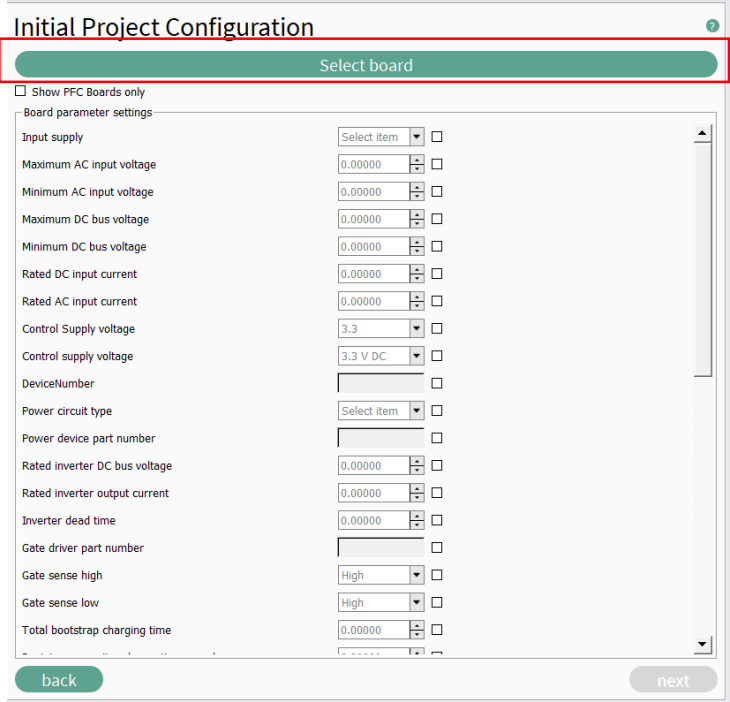 Initial Project Configuration
?
Select board
Show PFC Boards only
Board parameter settings
Input supply Select item
Maximum AC input voltage 0.00000
Minimum AC input voltage 0.00000
Maximum DC bus voltage 0.00000
Minimum DC bus voltage 0.00000
Rated DC input current 0.00000
Rated AC input current 0.00000
Control Supply voltage 3.3
Control supply voltage 3.3 V DC
DeviceNumber
Power circuit type Select item
Power device part number
Rated inverter DC bus voltage 0.00000
Rated inverter output current 0.00000
Inverter dead time 0.00000
Gate driver part number
Gate sense high High
Gate sense low High
Total bootstrap charging time 0.00000
back next